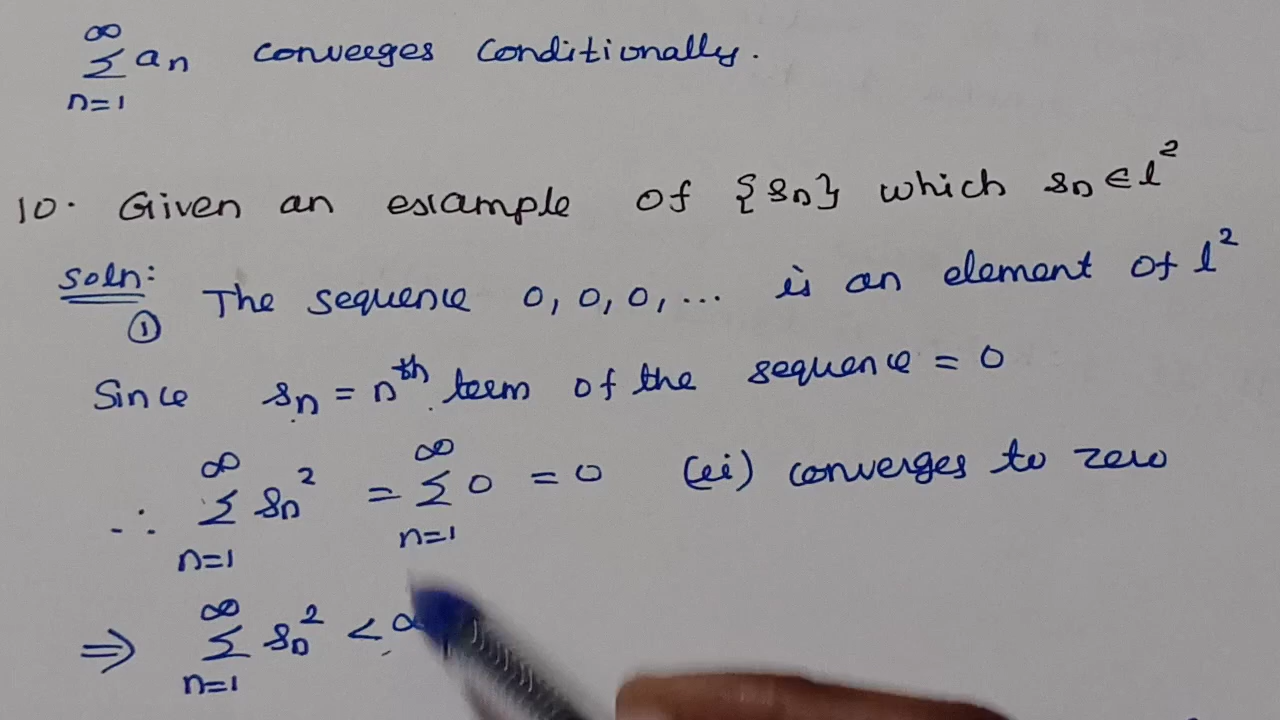 ∞
Σ an converges conditionally.
n=1
10. Given an example of {sn} which sn ∈ l²
Soln: ① The sequence 0, 0, 0, ... is an element of l²
Since sn = nth term of the sequence = 0
∴ ∞ Σ n=1 sn² = ∞ Σ n=1 0 = 0 (ie) converges to zero
⇒ ∞ Σ n=1 sn² < ∞